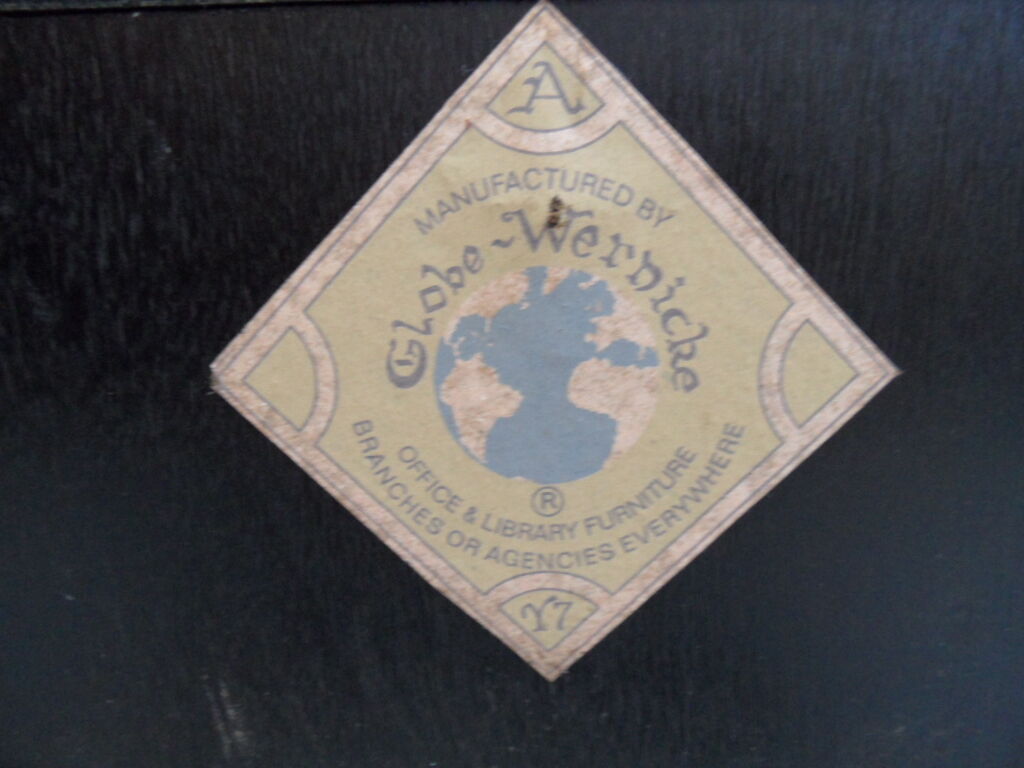 A
MANUFACTURED BY
Globe-Wernicke
®
OFFICE & LIBRARY FURNITURE
BRANCHES OR AGENCIES EVERYWHERE
Y7